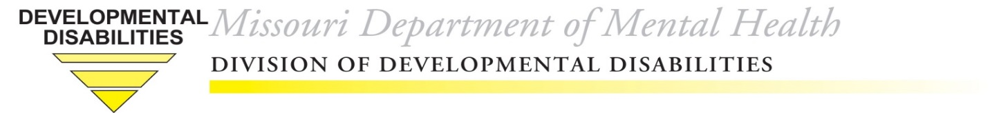 DEVELOPMENTAL
DISABILITIES
Missouri Department of Mental Health
DIVISION OF DEVELOPMENTAL DISABILITIES